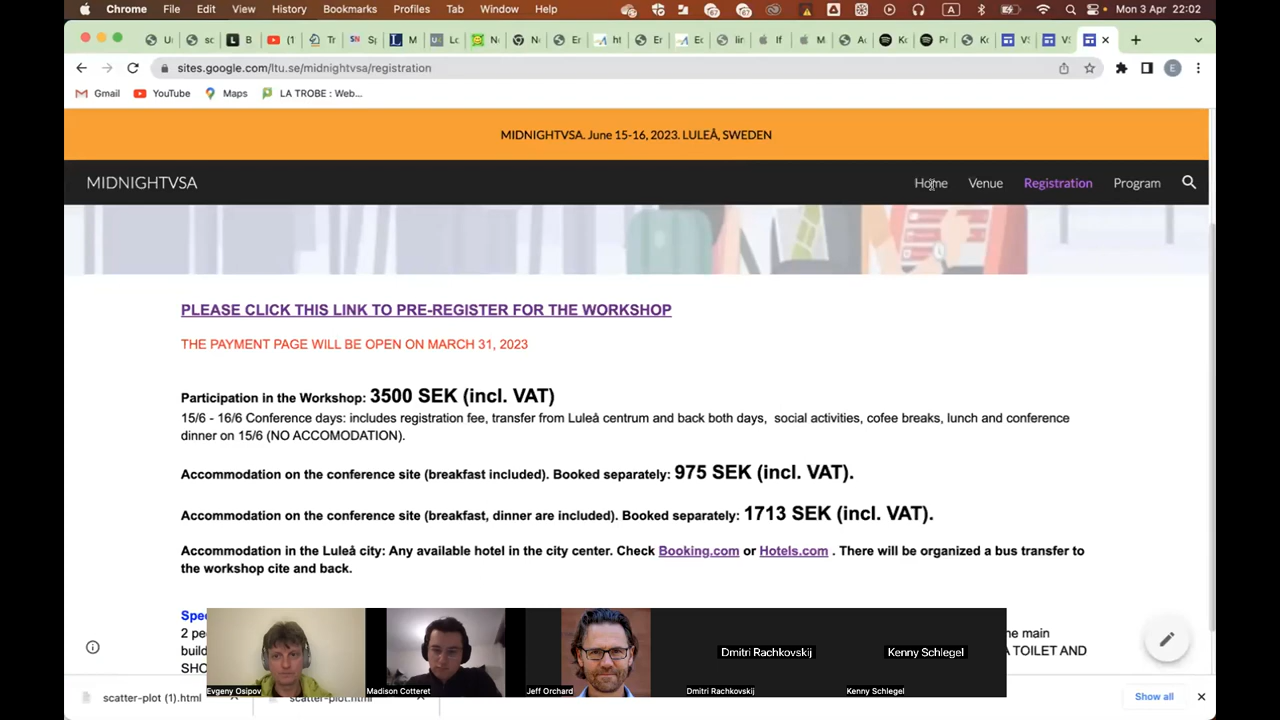 Chrome File Edit View History Bookmarks Profiles Tab Window Help Mon 3 Apr 22:02
sites.google.com/ltu.se/midnightvsa/registration
Gmail YouTube Maps LA TROBE : Web...
MIDNIGHTVSA. June 15-16, 2023. LULEÅ, SWEDEN
MIDNIGHTVSA Home Venue Registration Program
PLEASE CLICK THIS LINK TO PRE-REGISTER FOR THE WORKSHOP
THE PAYMENT PAGE WILL BE OPEN ON MARCH 31, 2023
Participation in the Workshop: 3500 SEK (incl. VAT)
15/6 - 16/6 Conference days: includes registration fee, transfer from Luleå centrum and back both days, social activities, cofee breaks, lunch and conference
dinner on 15/6 (NO ACCOMODATION).
Accommodation on the conference site (breakfast included). Booked separately: 975 SEK (incl. VAT).
Accommodation on the conference site (breakfast, dinner are included). Booked separately: 1713 SEK (incl. VAT).
Accommodation in the Luleå city: Any available hotel in the city center. Check Booking.com or Hotels.com . There will be organized a bus transfer to
the workshop cite and back.
2 pe
main
TOILET AND
Dmitri Rachkovskij Kenny Schlegel
Evgeny Osipov Madison Cotteret Jeff Orchard Dmitri Rachkovskij Kenny Schlegel
scatter-plot (1).html scatter-plot.html Show all